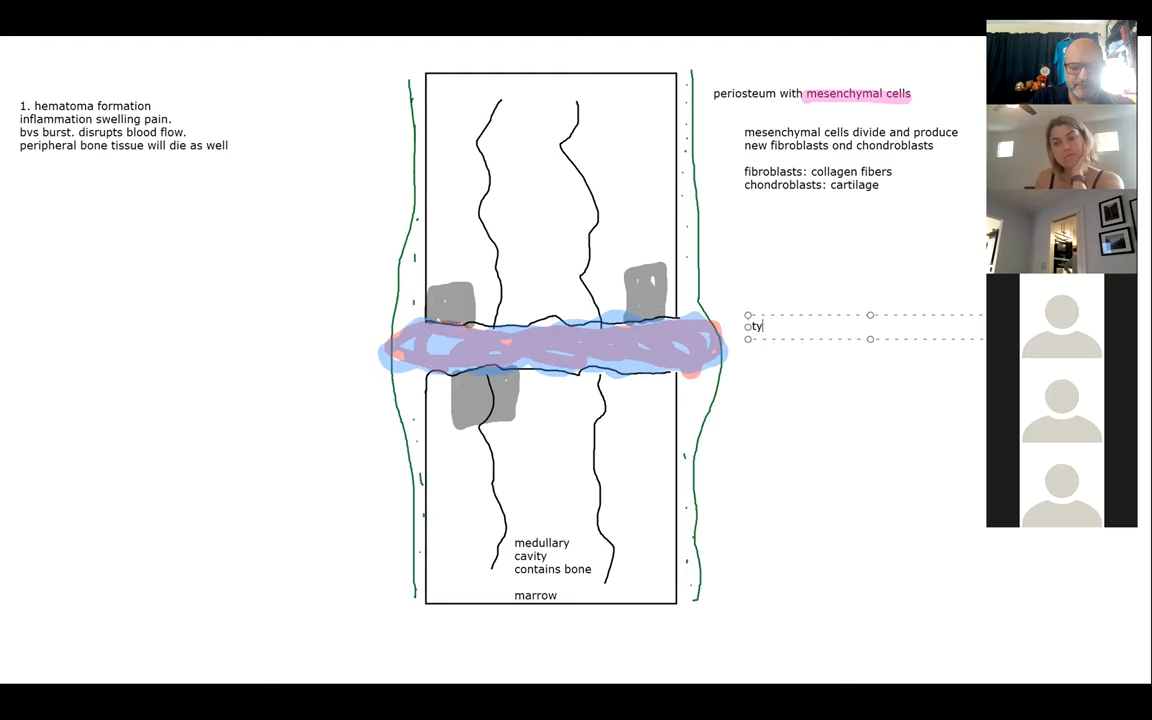 1. hematoma formation
inflammation swelling pain.
bvs burst. disrupts blood flow.
peripheral bone tissue will die as well
periosteum with mesenchymal cells
mesenchymal cells divide and produce
new fibroblasts ond chondroblasts
fibroblasts: collagen fibers
chondroblasts: cartilage
ty
medullary
cavity
contains bone
marrow